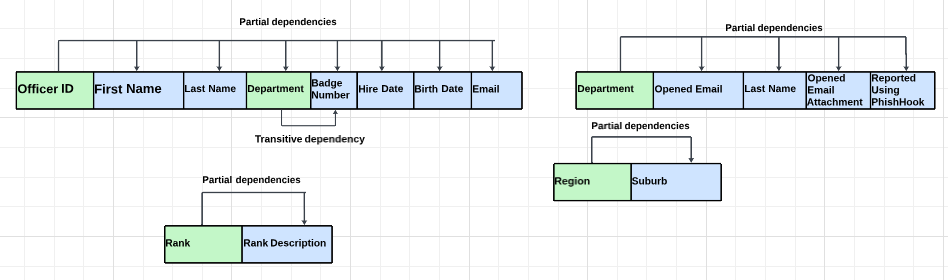 Partial dependencies
Officer ID
First Name
Last Name
Department
Badge
Number
Hire Date
Birth Date
Email
Transitive dependency
Partial dependencies
Department
Opened Email
Last Name
Opened
Email
Attachment
Reported
Using
PhishHook
Partial dependencies
Region
Suburb
Partial dependencies
Rank
Rank Description